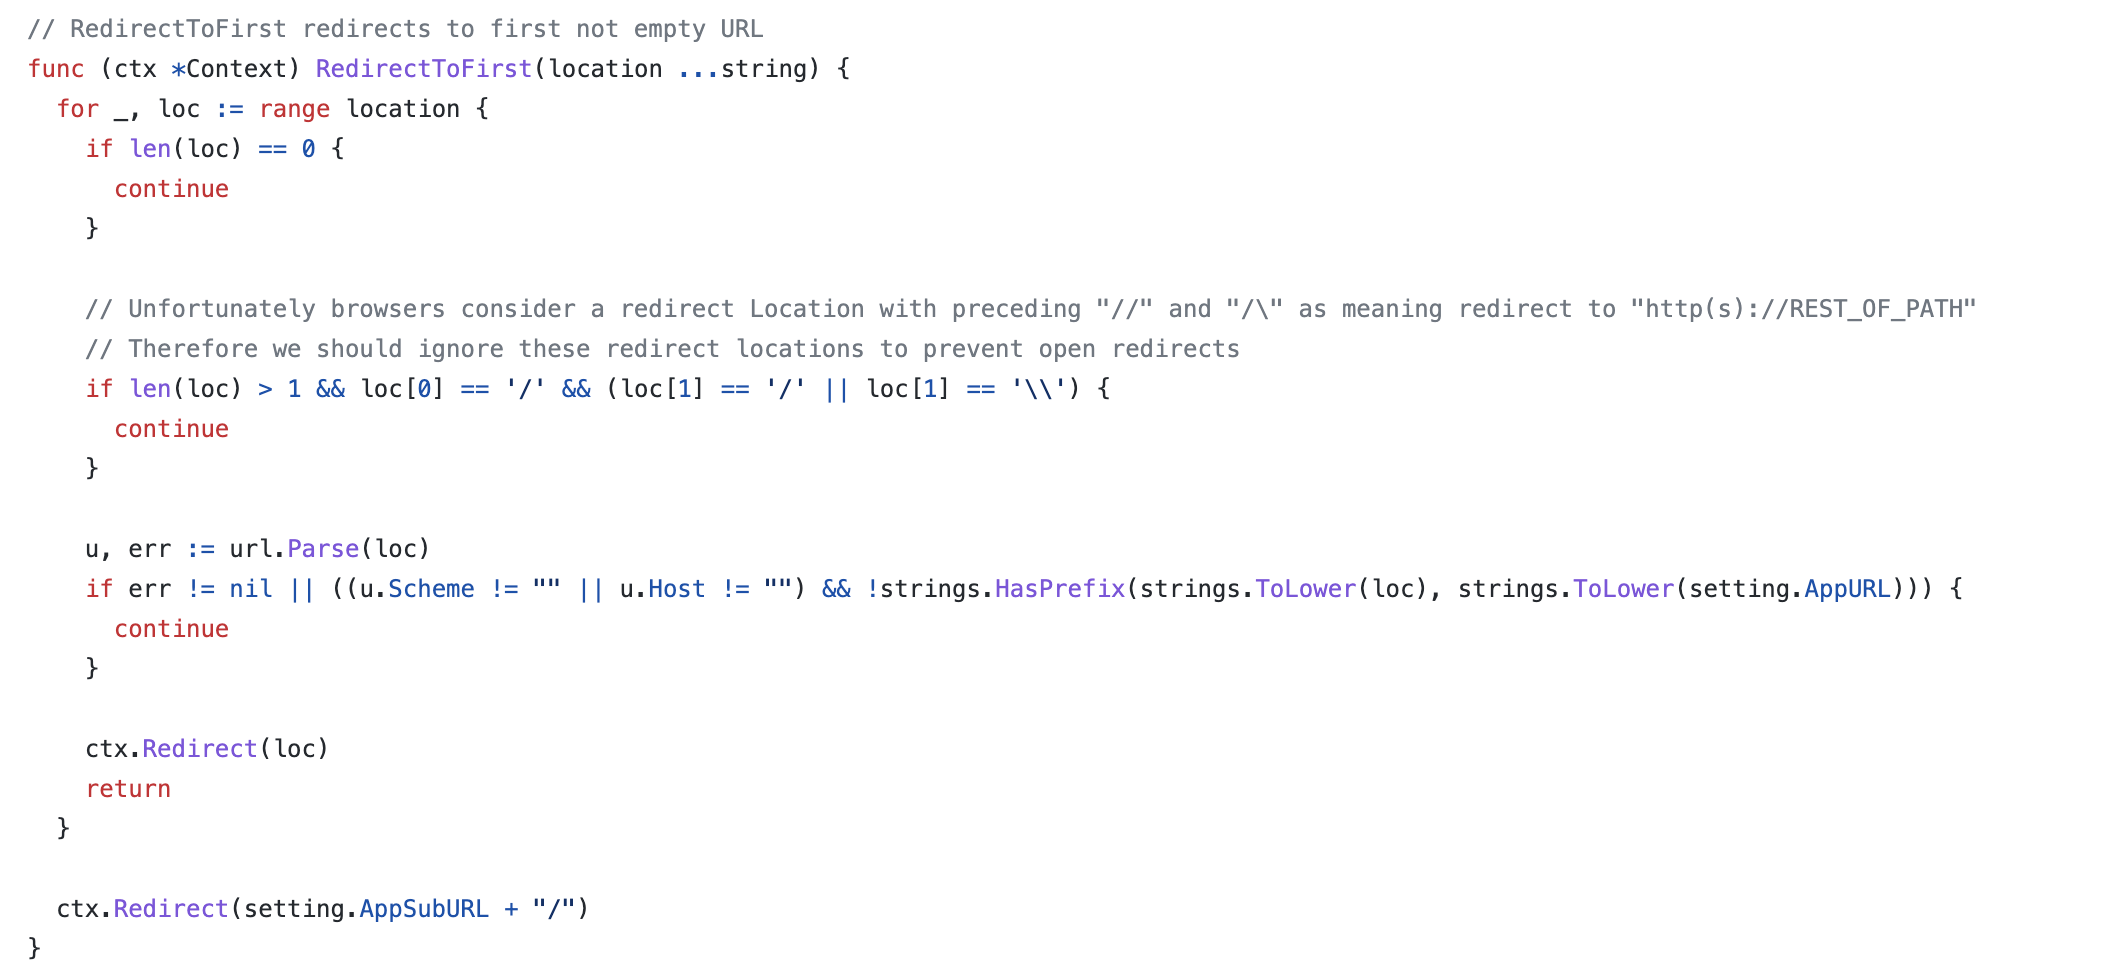 // RedirectToFirst redirects to first not empty URL
func (ctx *Context) RedirectToFirst(location ...string) {
  for _, loc := range location {
    if len(loc) == 0 {
      continue
    }

    // Unfortunately browsers consider a redirect Location with preceding "//" and "/\" as meaning redirect to "http(s)://REST_OF_PATH"
    // Therefore we should ignore these redirect locations to prevent open redirects
    if len(loc) > 1 && loc[0] == '/' && (loc[1] == '/' || loc[1] == '\\') {
      continue
    }

    u, err := url.Parse(loc)
    if err != nil || ((u.Scheme != "" || u.Host != "") && !strings.HasPrefix(strings.ToLower(loc), strings.ToLower(setting.AppURL))) {
      continue
    }

    ctx.Redirect(loc)
    return
  }

  ctx.Redirect(setting.AppSubURL + "/")
}